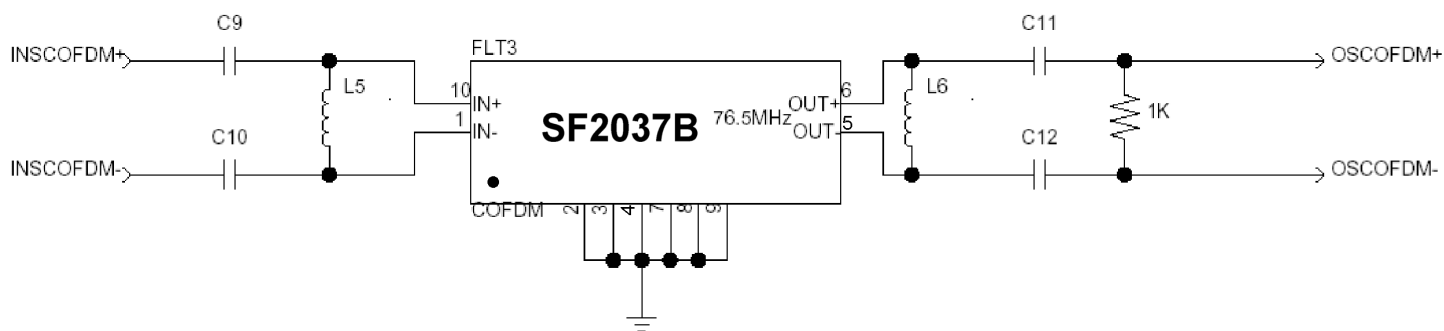 C9
C11
INSCOFDM+
FLT3
OSCOFDM+
L5
10
IN+
1
IN-
SF2037B
76.5MHz
OUT+
6
OUT-
5
L6
1K
C10
C12
INSCOFDM-
OSCOFDM-
COFDM
2
3
4
7
8
9